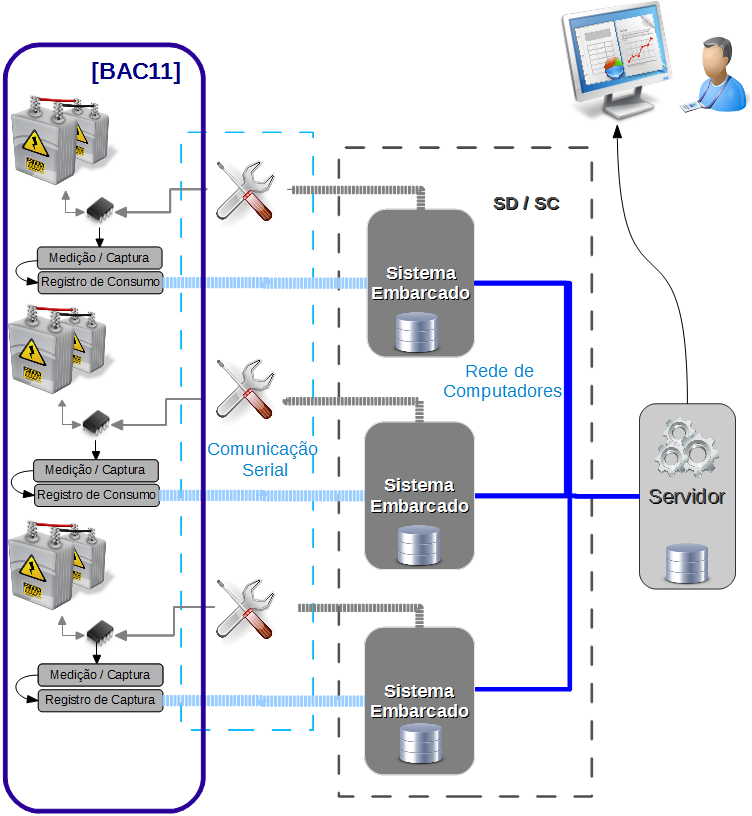 [BAC11]
SD / SC
Medição / Captura
Registro de Consumo
Sistema
Embarcado
Rede de
Computadores
Medição / Captura
Registro de Consumo
Comunicação
Serial
Sistema
Embarcado
Servidor
Medição / Captura
Registro de Captura
Sistema
Embarcado